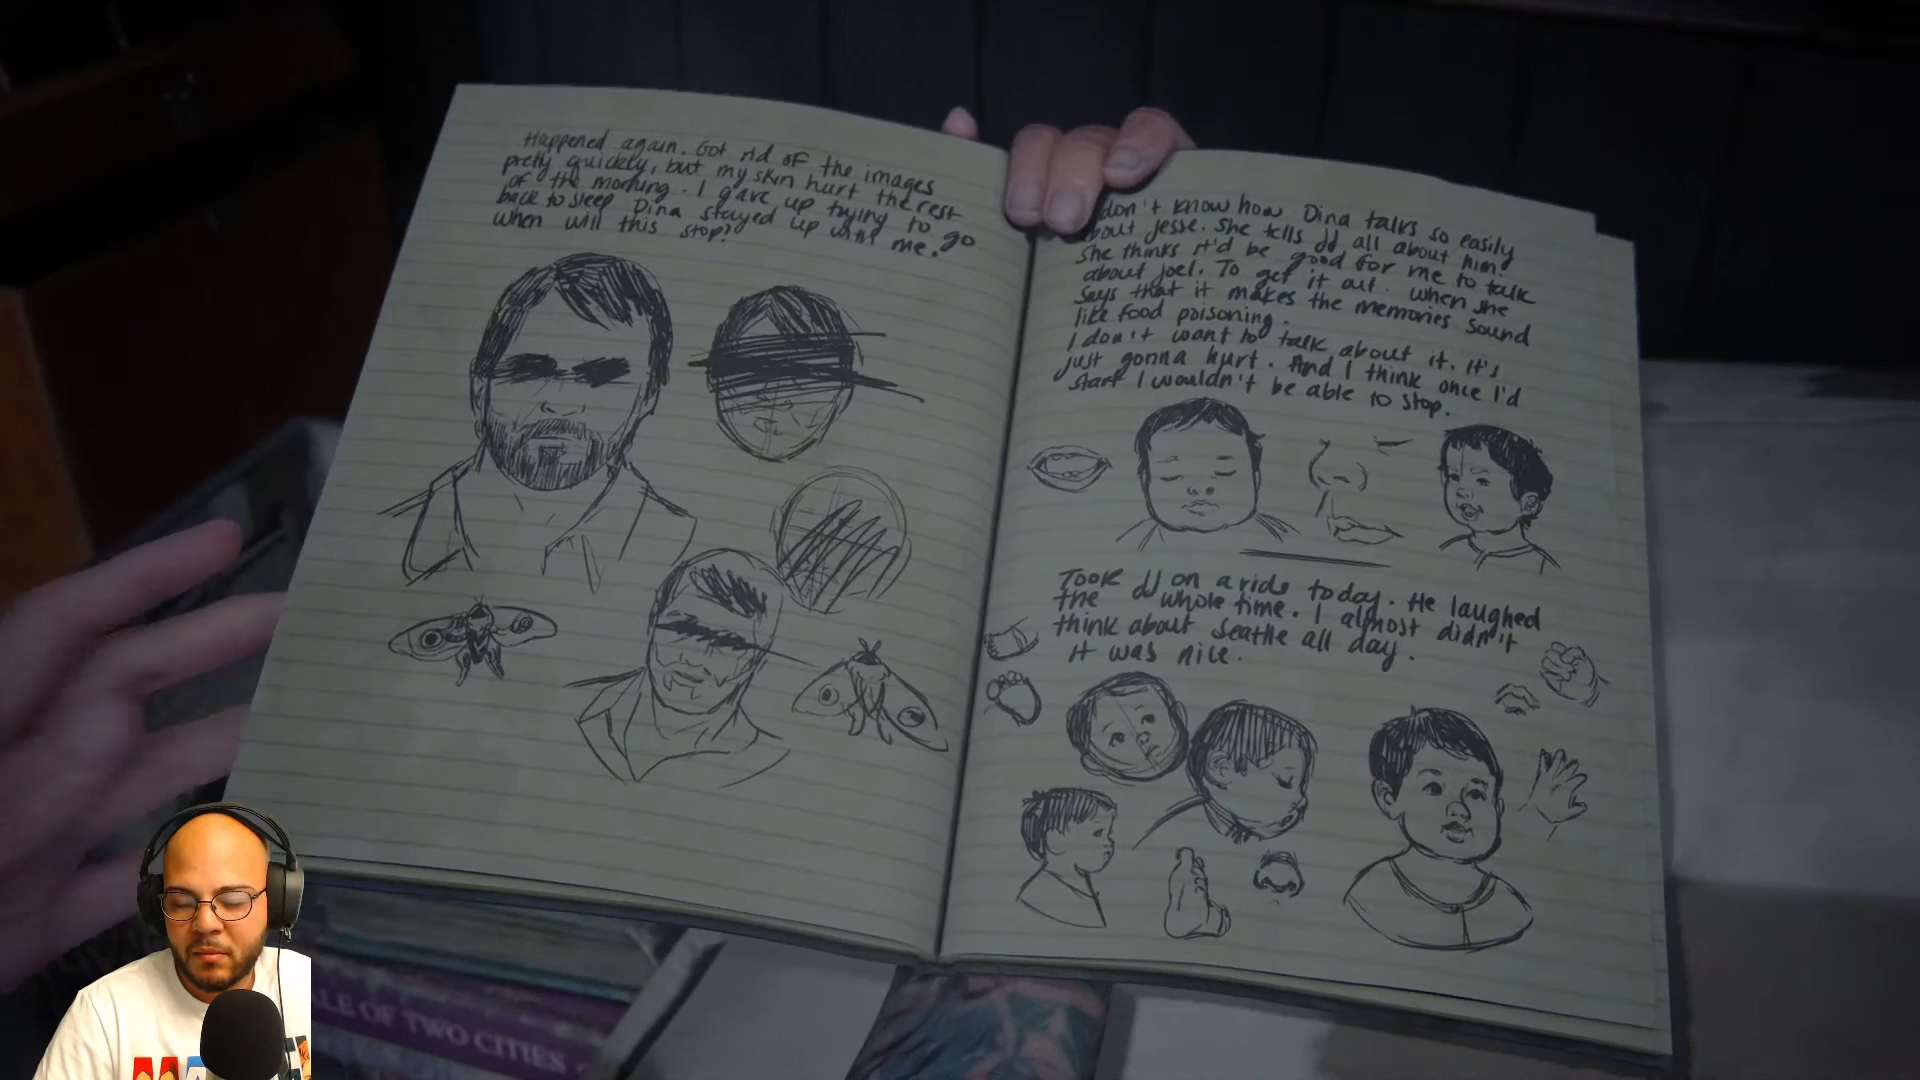 Happened again. Got rid of the images
pretty quickly, but my skin hurt the rest
of the morning. I gave up trying to go
back to sleep Dina stayed up with me.
When will this stop?
don't know how Dina talks so easily
about Jesse. She tells JJ all about him.
She thinks it'd be good for me to talk
about Joel. To get it out. When she
says that it makes the memories sound
like food poisoning.
I don't want to talk about it. It's
just gonna hurt. And I think once I'd
start I wouldn't be able to stop.
Took JJ on a ride today. He laughed
the whole time. I almost didn't
think about Seattle all day.
It was nice.
ALE OF TWO CITIES
MA